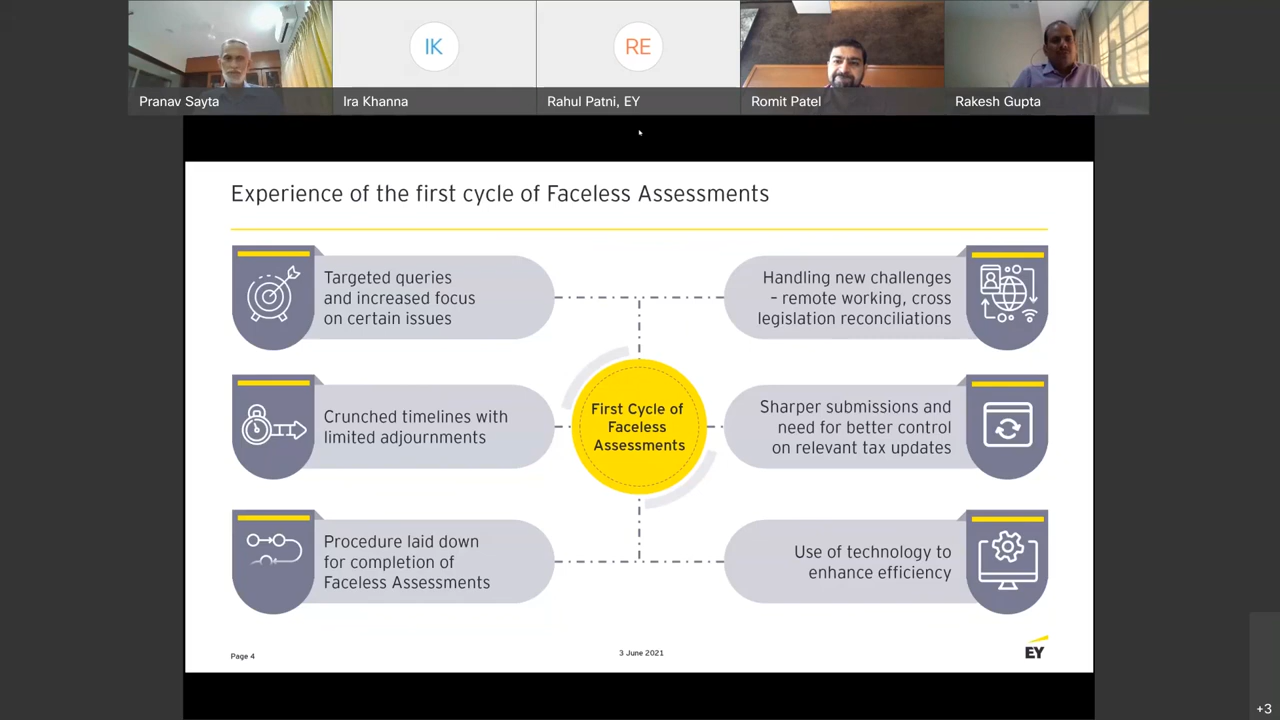 IK
RE
Pranav Sayta
Ira Khanna
Rahul Patni, EY
Romit Patel
Rakesh Gupta
Experience of the first cycle of Faceless Assessments
Targeted queries
and increased focus
on certain issues
Crunched timelines with
limited adjournments
Procedure laid down
for completion of
Faceless Assessments
First Cycle of
Faceless
Assessments
Handling new challenges
– remote working, cross
legislation reconciliations
Sharper submissions and
need for better control
on relevant tax updates
Use of technology to
enhance efficiency
Page 4
3 June 2021
EY
+3